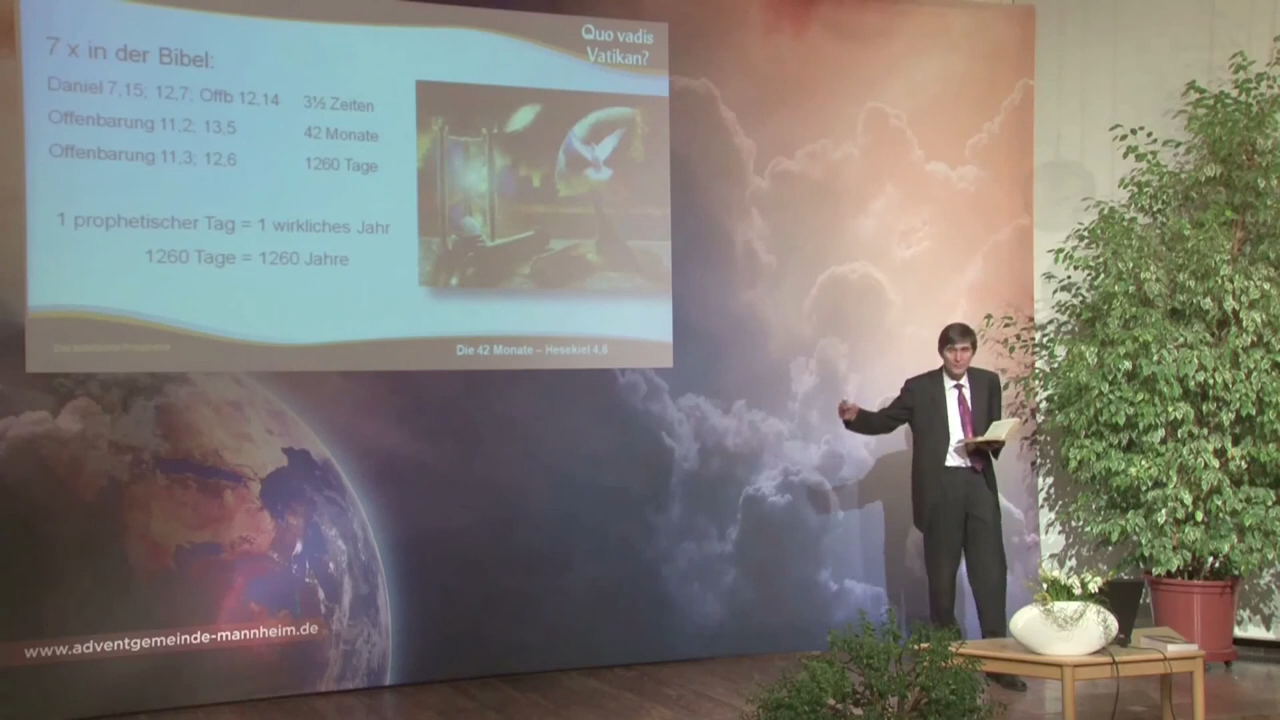 Quo vadis
Vatikan?
7 x in der Bibel:
Daniel 7,15; 12,7; Offb 12,14 3½ Zeiten
Offenbarung 11,2; 13,5 42 Monate
Offenbarung 11,3; 12,6 1260 Tage
1 prophetischer Tag = 1 wirkliches Jahr
1260 Tage = 1260 Jahre
Die 42 Monate – Hesekiel 4,6
www.adventgemeinde-mannheim.de